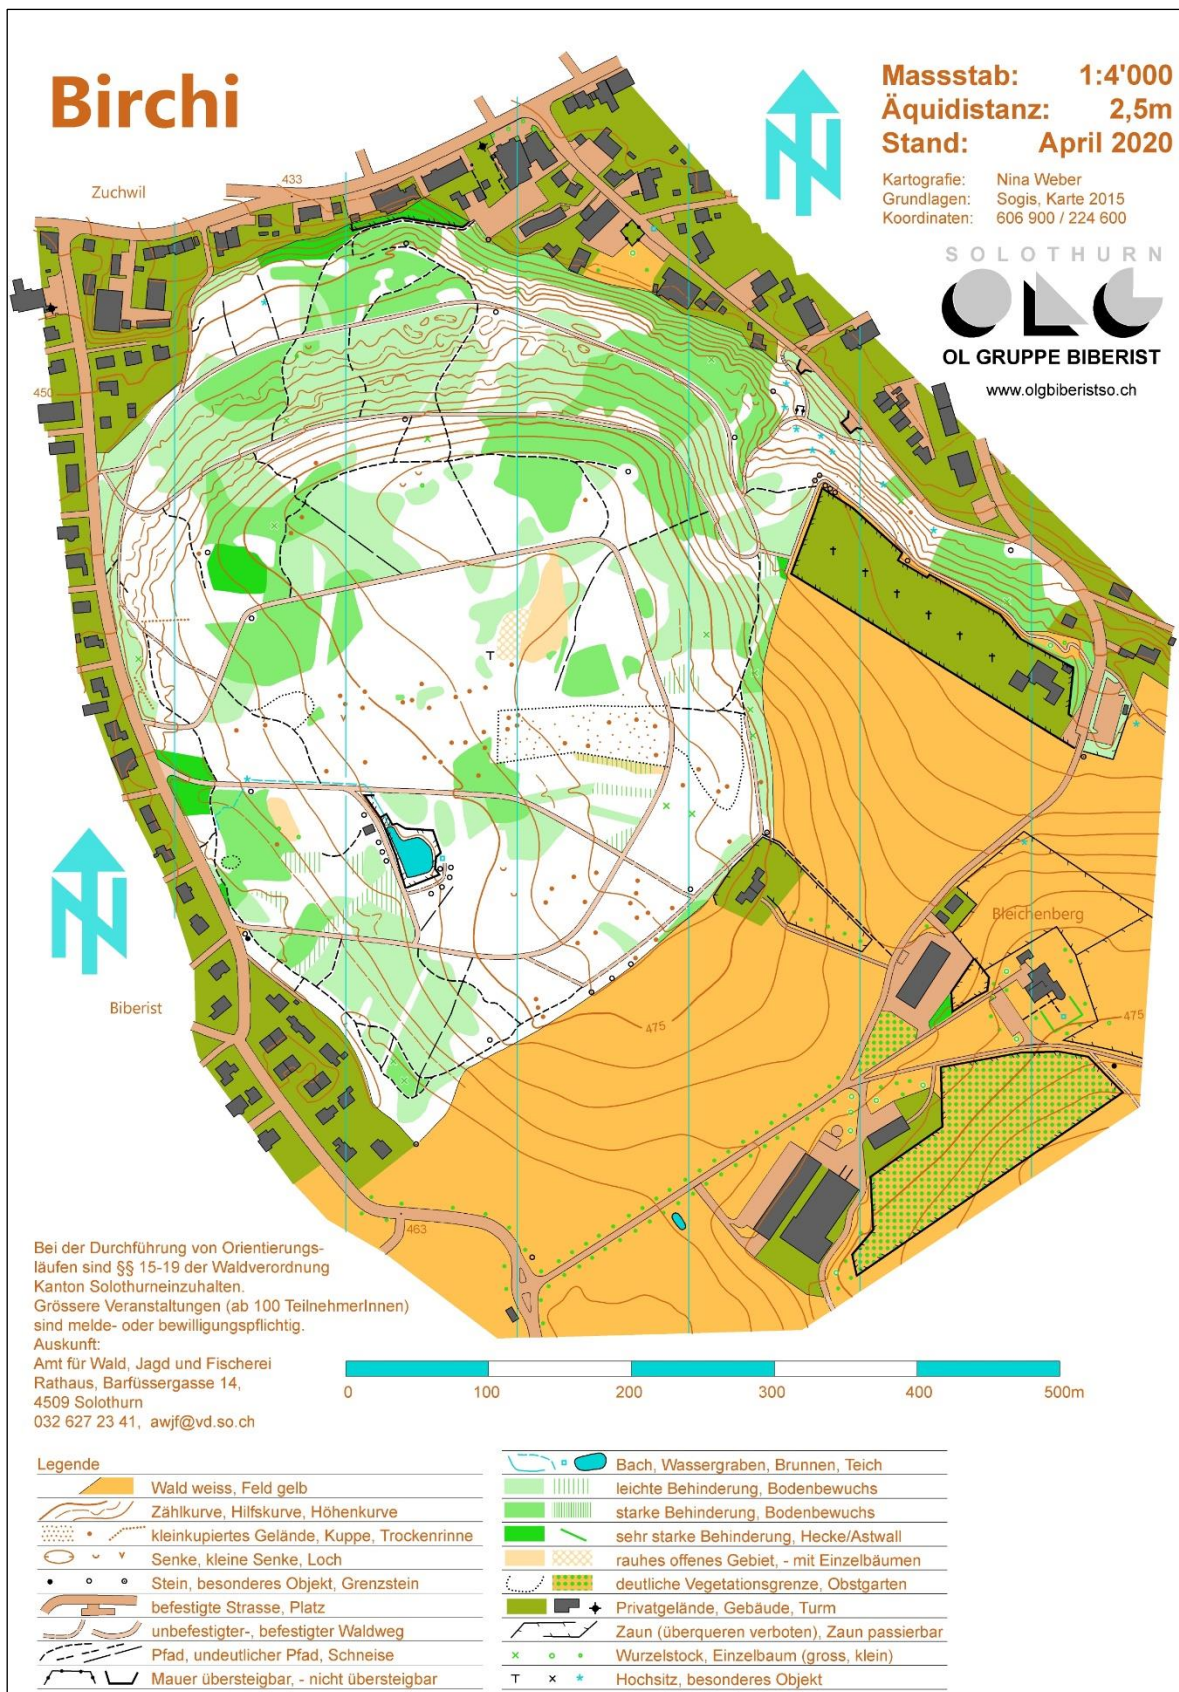 Birchi
Massstab: 1:4'000
Äquidistanz: 2,5m
Stand: April 2020
Kartografie: Nina Weber
Grundlagen: Sogis, Karte 2015
Koordinaten: 606 900 / 224 600
SOLOTHURN
OLG
OL GRUPPE BIBERIST
www.olgbiberistso.ch
Zuchwil
433
450
Bleichenberg
Biberist
475
475
463
Bei der Durchführung von Orientierungs-
läufen sind §§ 15-19 der Waldverordnung
Kanton Solothurneinzuhalten.
Grössere Veranstaltungen (ab 100 TeilnehmerInnen)
sind melde- oder bewilligungspflichtig.
Auskunft:
Amt für Wald, Jagd und Fischerei
Rathaus, Barfüssergasse 14,
4509 Solothurn
032 627 23 41, awjf@vd.so.ch
0 100 200 300 400 500m
Legende
Wald weiss, Feld gelb
Zählkurve, Hilfskurve, Höhenkurve
kleinkupiertes Gelände, Kuppe, Trockenrinne
Senke, kleine Senke, Loch
Stein, besonderes Objekt, Grenzstein
befestigte Strasse, Platz
unbefestigter-, befestigter Waldweg
Pfad, undeutlicher Pfad, Schneise
Mauer übersteigbar, - nicht übersteigbar
Bach, Wassergraben, Brunnen, Teich
leichte Behinderung, Bodenbewuchs
starke Behinderung, Bodenbewuchs
sehr starke Behinderung, Hecke/Astwall
rauhes offenes Gebiet, - mit Einzelbäumen
deutliche Vegetationsgrenze, Obstgarten
Privatgelände, Gebäude, Turm
Zaun (überqueren verboten), Zaun passierbar
Wurzelstock, Einzelbaum (gross, klein)
Hochsitz, besonderes Objekt